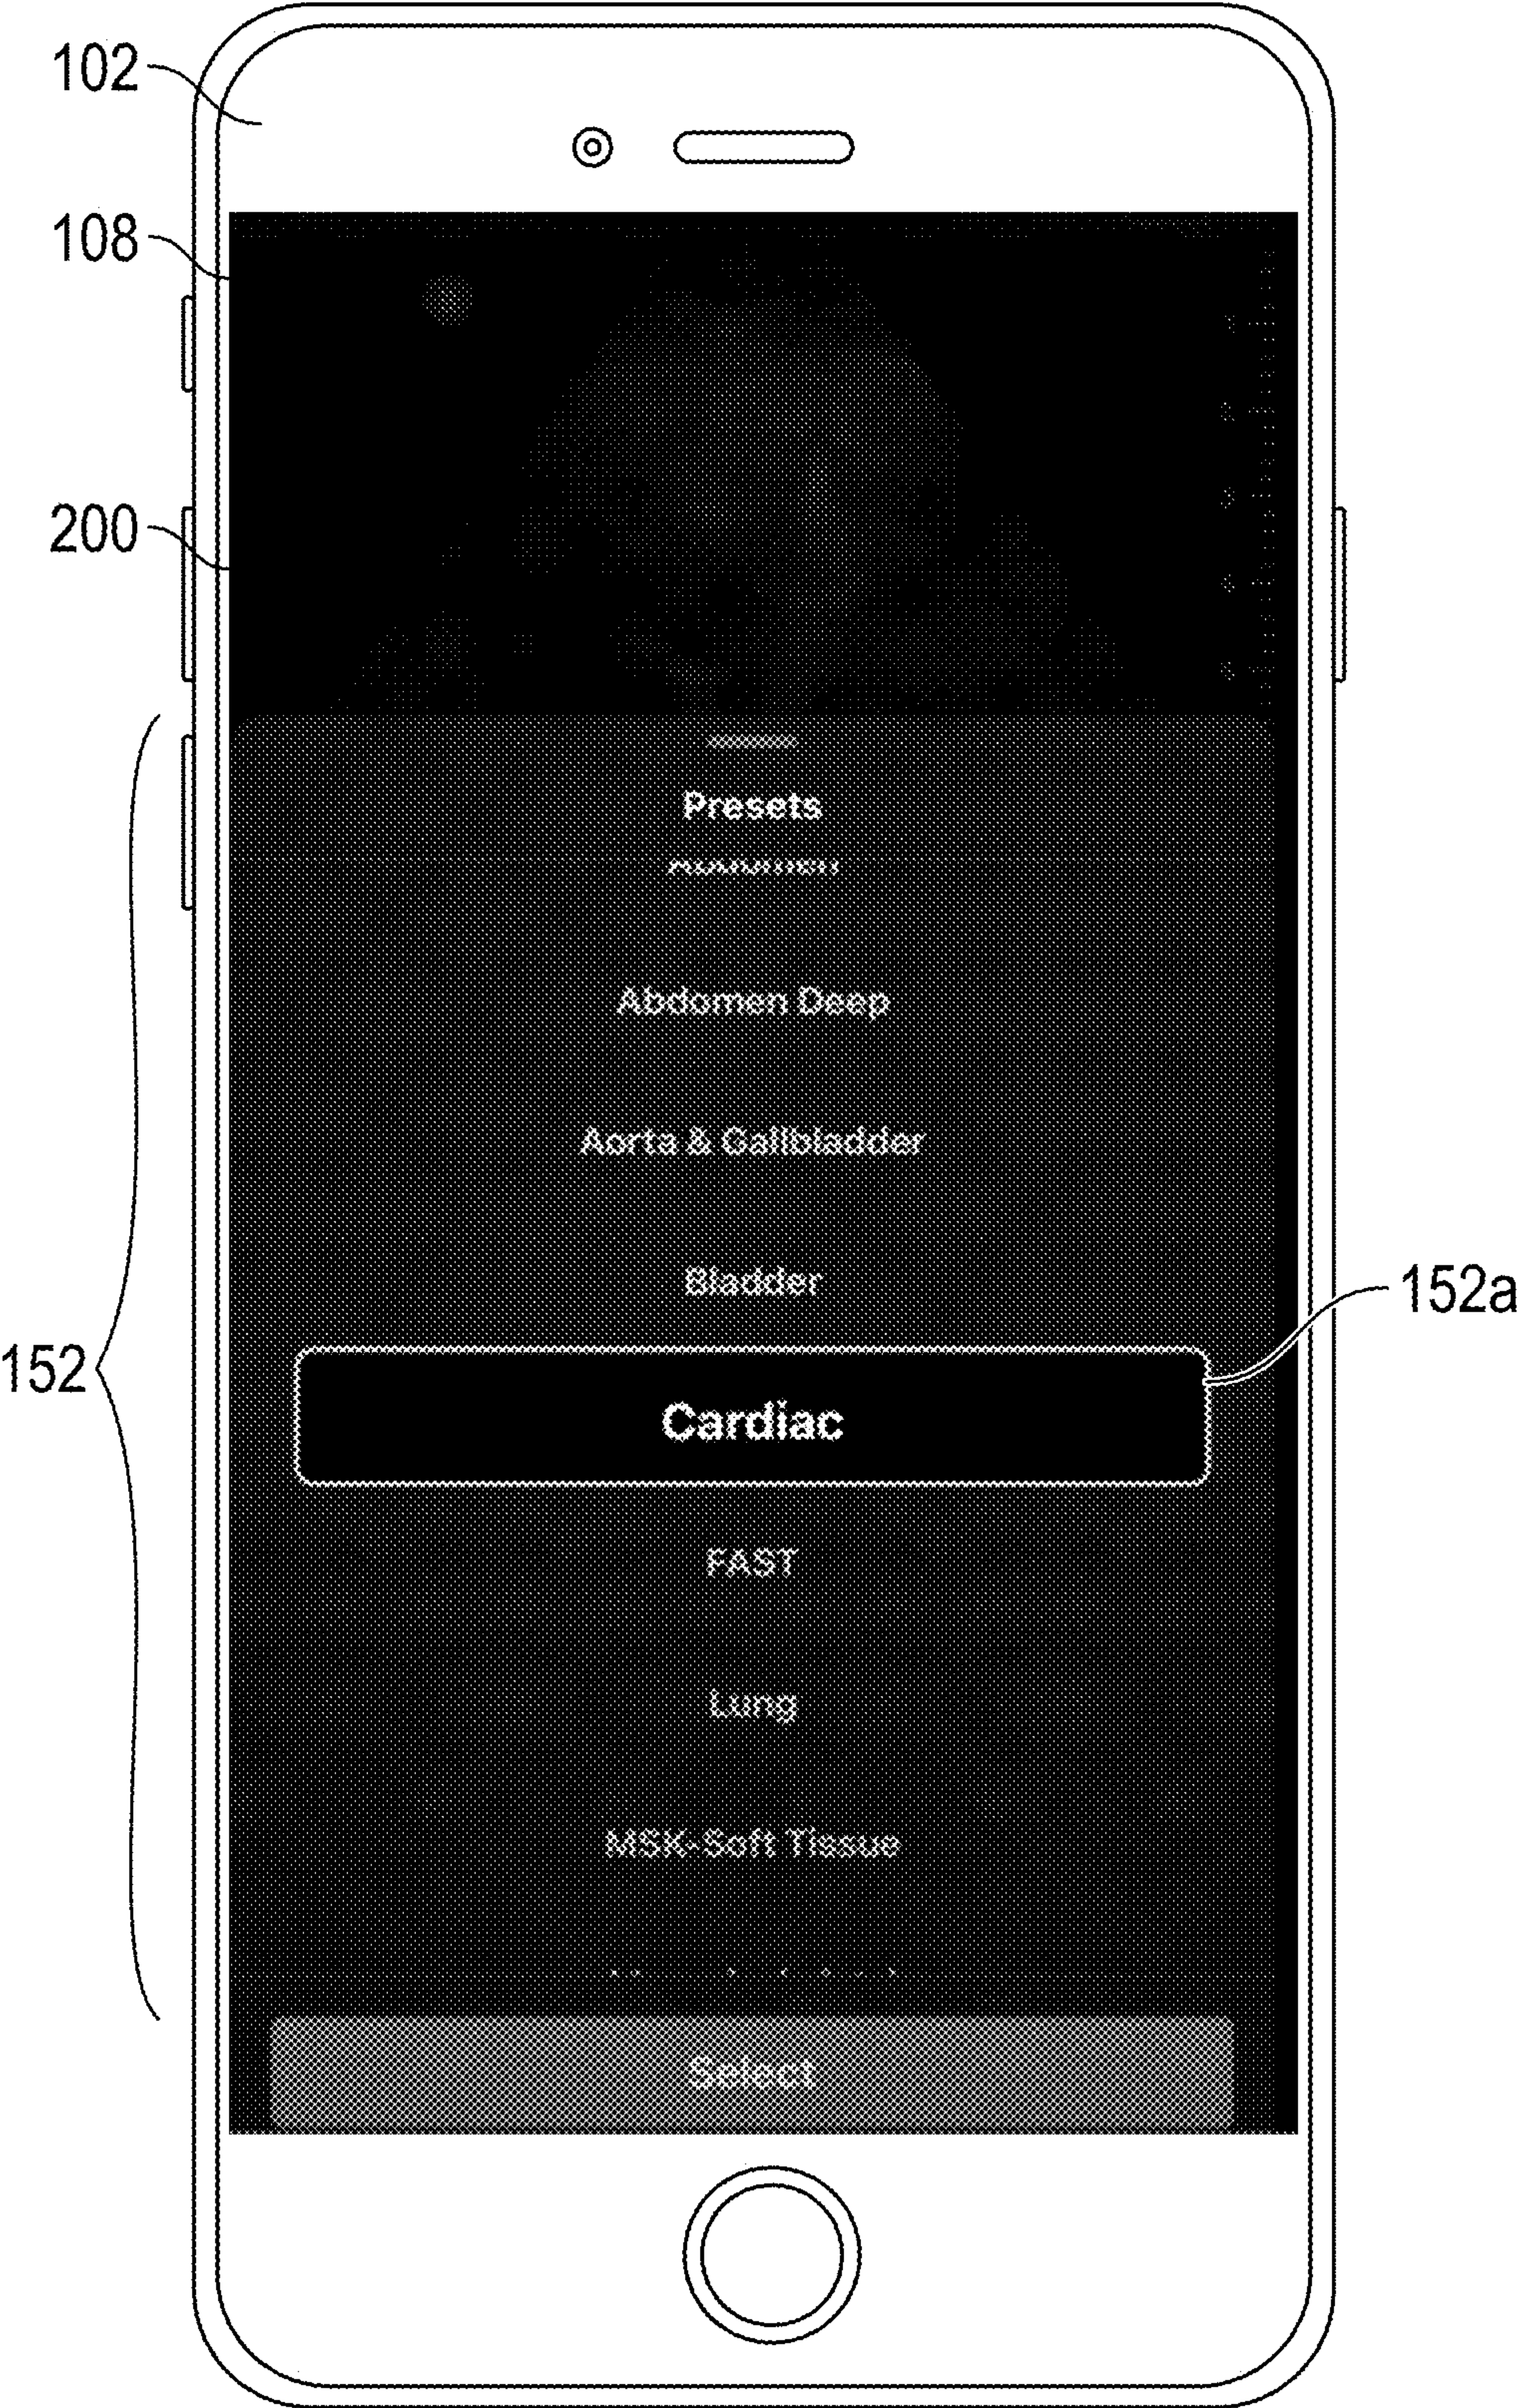 102
108
200
Presets
Abdomen Deep
Aorta & Gallbladder
Bladder
152a
152
Cardiac
FAST
Lung
MSK-Soft Tissue
Select